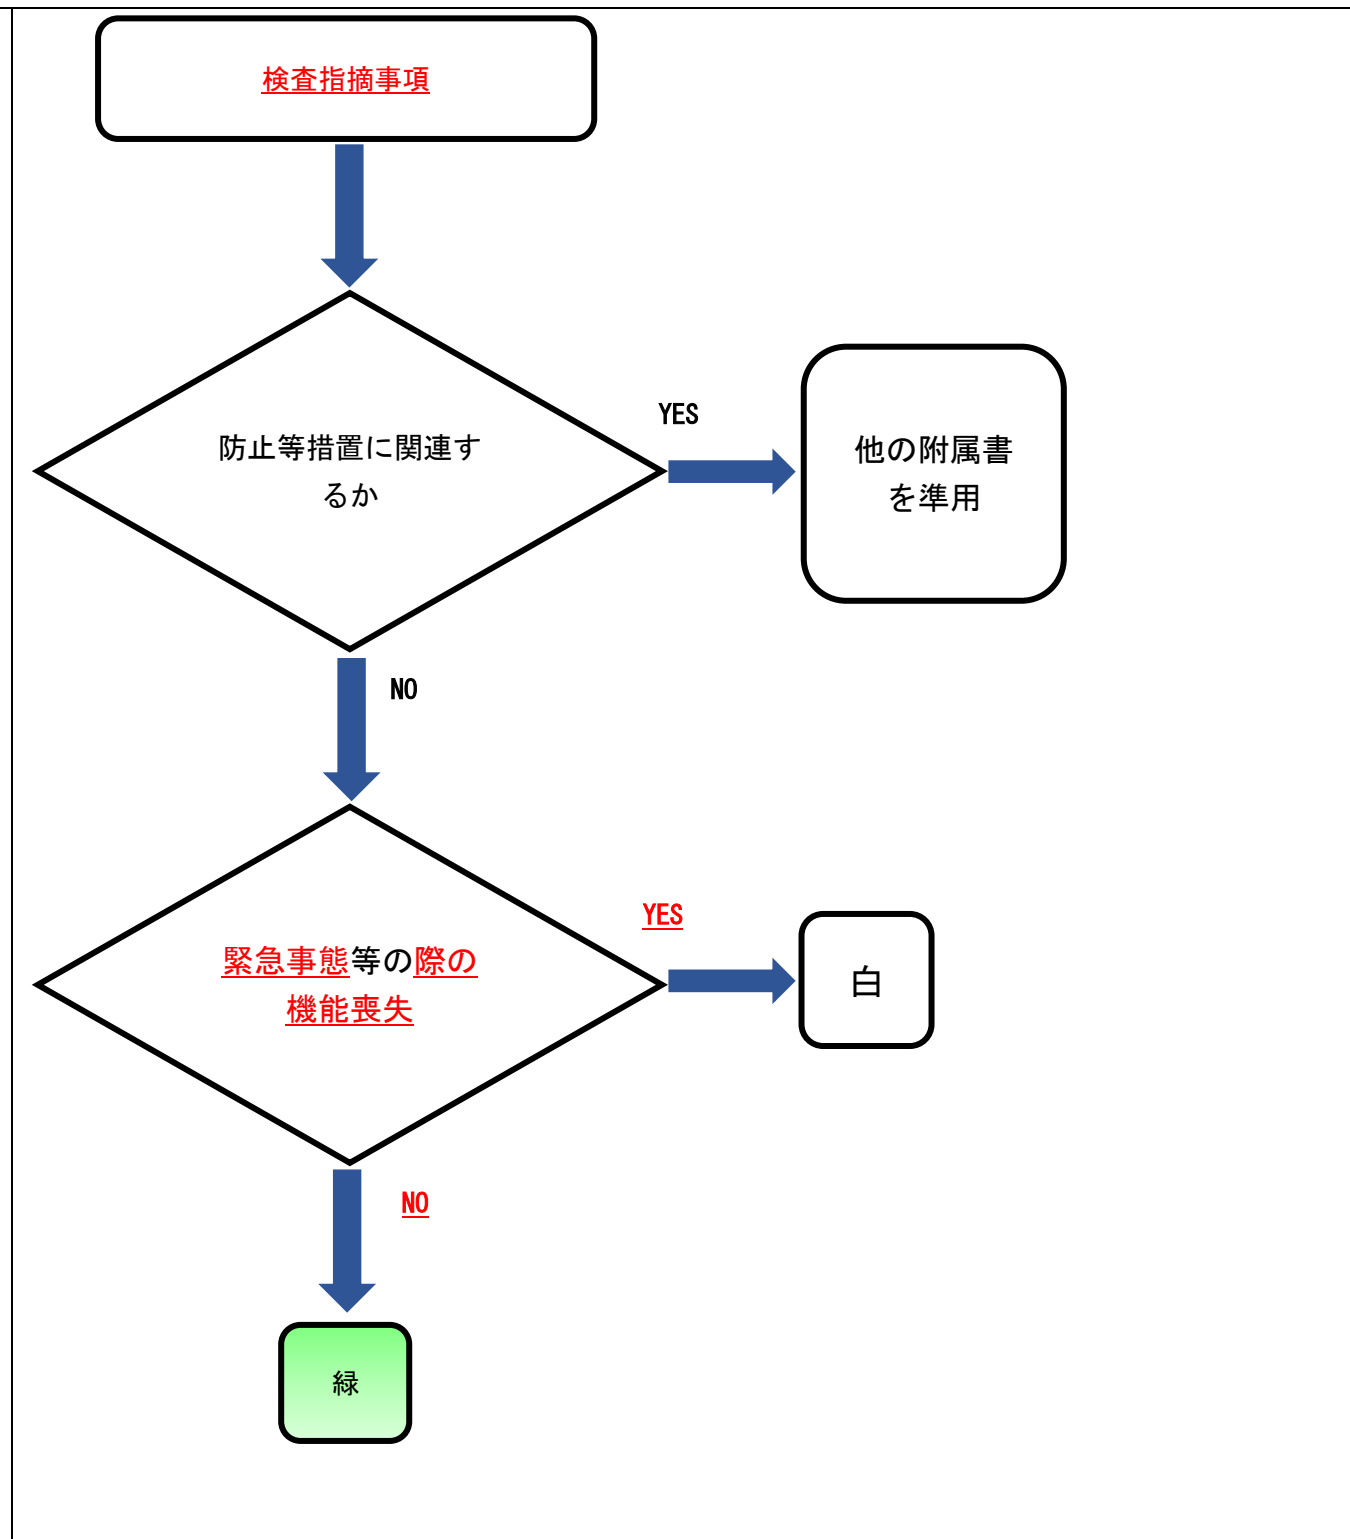 検査指摘事項
防止等措置に関連す
るか
YES
他の附属書
を準用
NO
緊急事態等の際の
機能喪失
YES
白
NO
緑